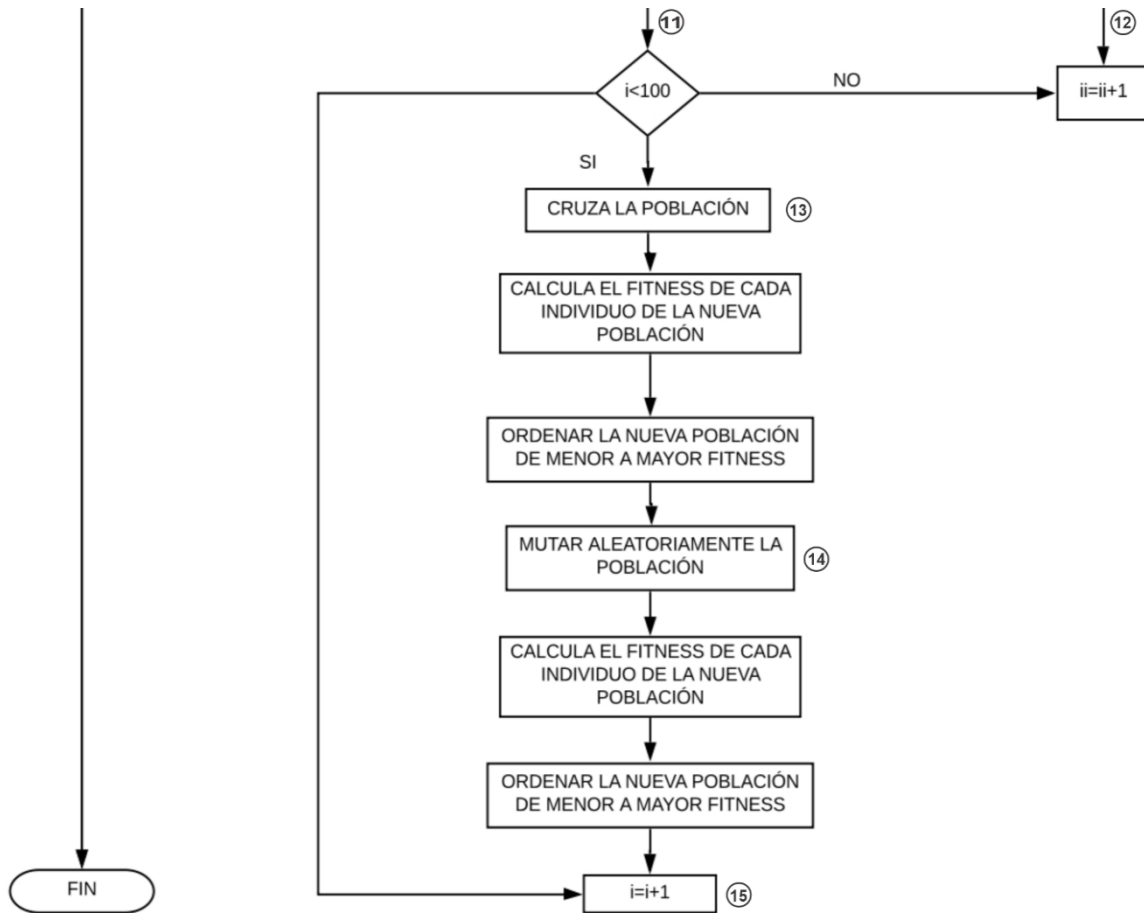 11
12
i<100
NO
ii=ii+1
SI
CRUZA LA POBLACIÓN
13
CALCULA EL FITNESS DE CADA
INDIVIDUO DE LA NUEVA
POBLACIÓN
ORDENAR LA NUEVA POBLACIÓN
DE MENOR A MAYOR FITNESS
MUTAR ALEATORIAMENTE LA
POBLACIÓN
14
CALCULA EL FITNESS DE CADA
INDIVIDUO DE LA NUEVA
POBLACIÓN
ORDENAR LA NUEVA POBLACIÓN
DE MENOR A MAYOR FITNESS
FIN
i=i+1
15